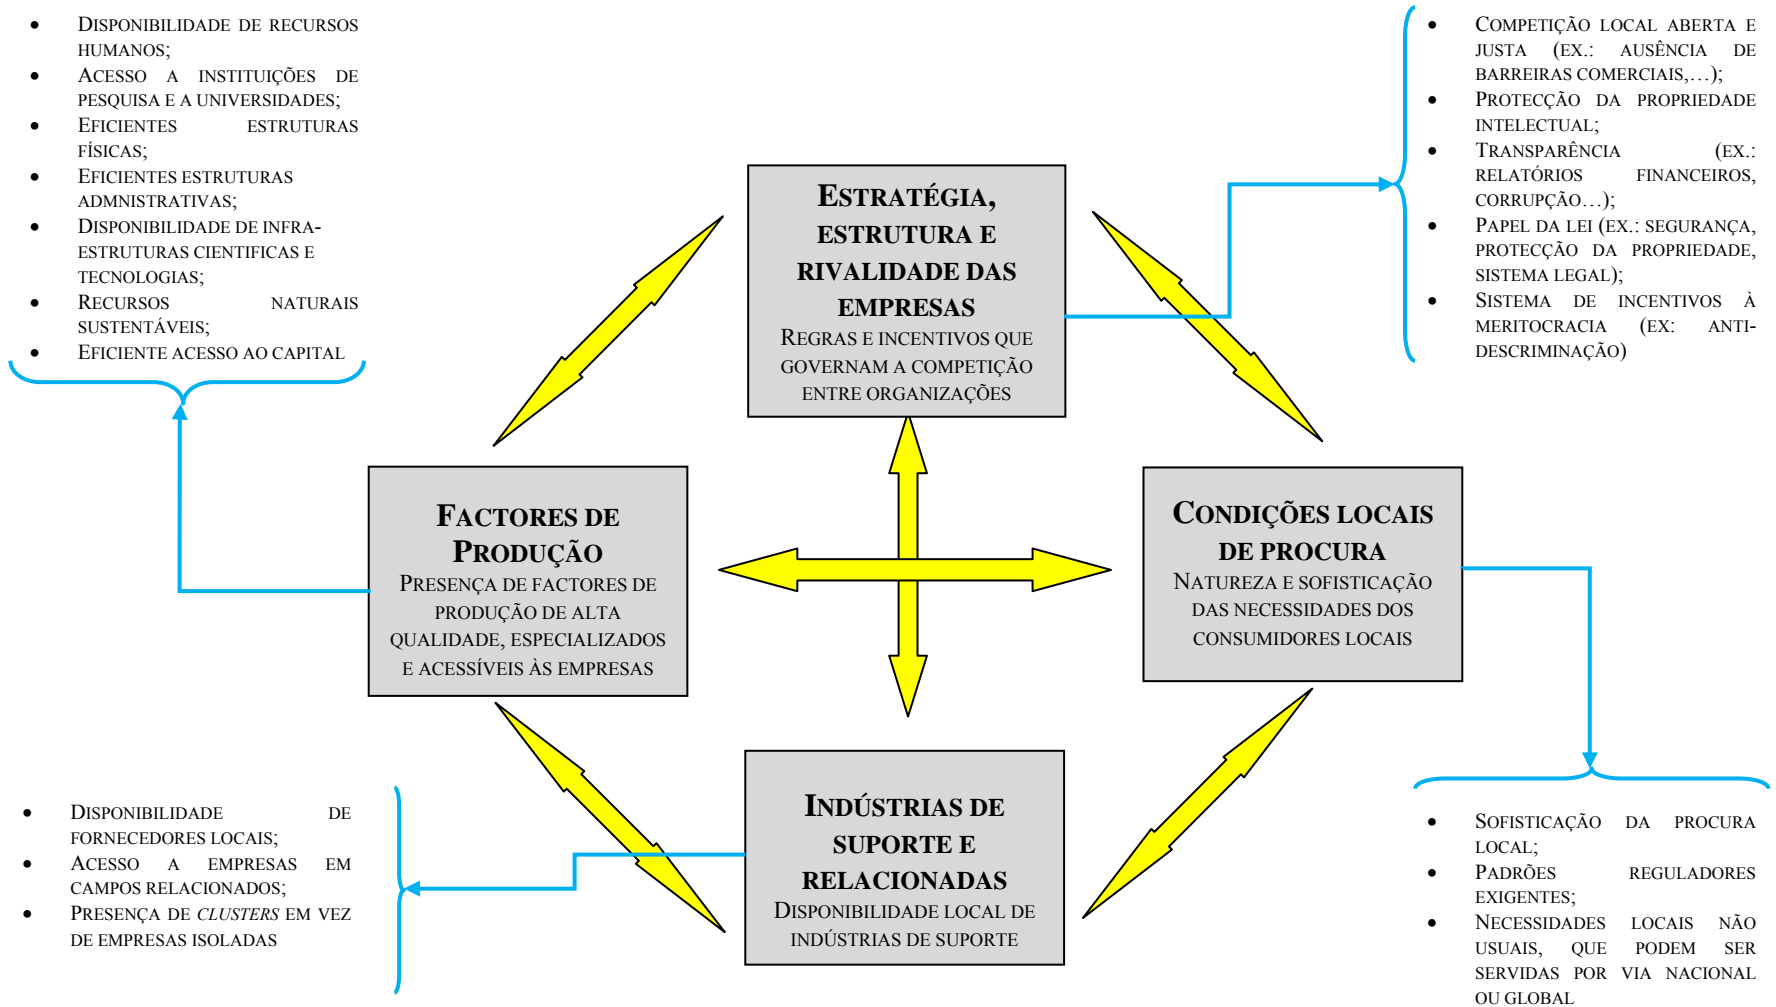 • DISPONIBILIDADE DE RECURSOS
HUMANOS;
• ACESSO A INSTITUIÇÕES DE
PESQUISA E A UNIVERSIDADES;
• EFICIENTES ESTRUTURAS
FÍSICAS;
• EFICIENTES ESTRUTURAS
ADMNISTRATIVAS;
• DISPONIBILIDADE DE INFRA-
ESTRUTURAS CIENTIFICAS E
TECNOLOGIAS;
• RECURSOS NATURAIS
SUSTENTÁVEIS;
• EFICIENTE ACESSO AO CAPITAL
• COMPETIÇÃO LOCAL ABERTA E
JUSTA (EX.: AUSÊNCIA DE
BARREIRAS COMERCIAIS,…);
• PROTECÇÃO DA PROPRIEDADE
INTELECTUAL;
• TRANSPARÊNCIA (EX.:
RELATÓRIOS FINANCEIROS,
CORRUPÇÃO…);
• PAPEL DA LEI (EX.: SEGURANÇA,
PROTECÇÃO DA PROPRIEDADE,
SISTEMA LEGAL);
• SISTEMA DE INCENTIVOS À
MERITOCRACIA (EX: ANTI-
DESCRIMINAÇÃO)
ESTRATÉGIA,
ESTRUTURA E
RIVALIDADE DAS
EMPRESAS
REGRAS E INCENTIVOS QUE
GOVERNAM A COMPETIÇÃO
ENTRE ORGANIZAÇÕES
FACTORES DE
PRODUÇÃO
PRESENÇA DE FACTORES DE
PRODUÇÃO DE ALTA
QUALIDADE, ESPECIALIZADOS
E ACESSÍVEIS ÀS EMPRESAS
CONDIÇÕES LOCAIS
DE PROCURA
NATUREZA E SOFISTICAÇÃO
DAS NECESSIDADES DOS
CONSUMIDORES LOCAIS
INDÚSTRIAS DE
SUPORTE E
RELACIONADAS
DISPONIBILIDADE LOCAL DE
INDÚSTRIAS DE SUPORTE
• DISPONIBILIDADE DE
FORNECEDORES LOCAIS;
• ACESSO A EMPRESAS EM
CAMPOS RELACIONADOS;
• PRESENÇA DE CLUSTERS EM VEZ
DE EMPRESAS ISOLADAS
• SOFISTICAÇÃO DA PROCURA
LOCAL;
• PADRÕES REGULADORES
EXIGENTES;
• NECESSIDADES LOCAIS NÃO
USUAIS, QUE PODEM SER
SERVIDAS POR VIA NACIONAL
OU GLOBAL